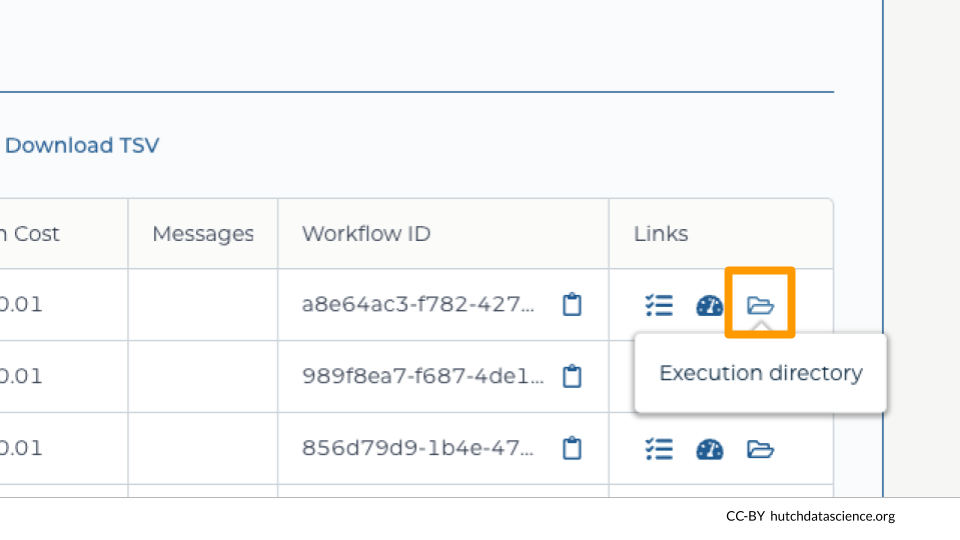 Download TSV
n Cost
Messages
Workflow ID
Links
0.01
a8e64ac3-f782-427...
0.01
989f8ea7-f687-4de1...
Execution directory
0.01
856d79d9-1b4e-47...
CC-BY hutchdatascience.org